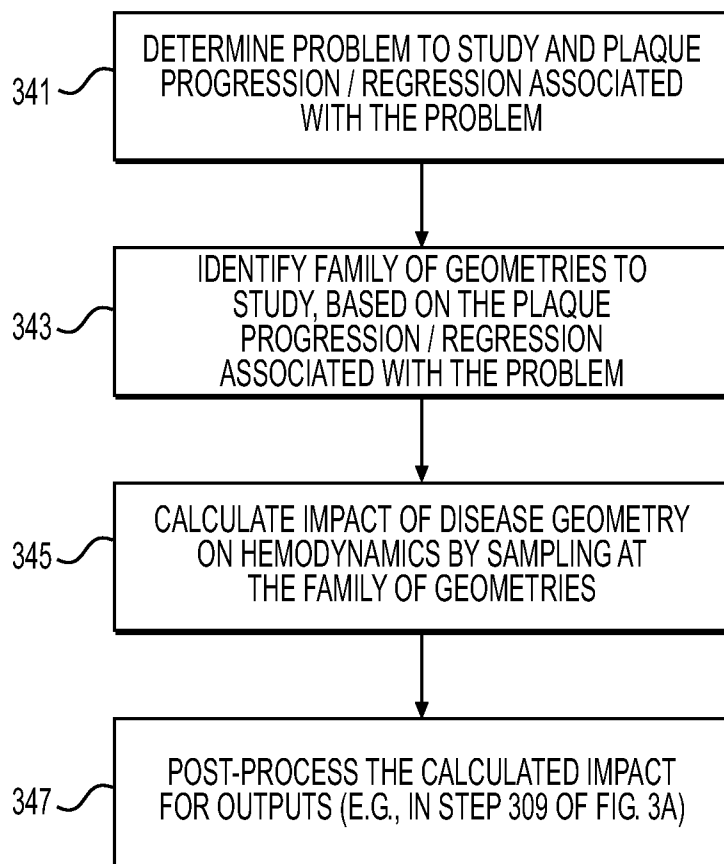 341
DETERMINE PROBLEM TO STUDY AND PLAQUE
PROGRESSION / REGRESSION ASSOCIATED
WITH THE PROBLEM
343
IDENTIFY FAMILY OF GEOMETRIES TO
STUDY, BASED ON THE PLAQUE
PROGRESSION / REGRESSION
ASSOCIATED WITH THE PROBLEM
345
CALCULATE IMPACT OF DISEASE GEOMETRY
ON HEMODYNAMICS BY SAMPLING AT
THE FAMILY OF GEOMETRIES
347
POST-PROCESS THE CALCULATED IMPACT
FOR OUTPUTS (E.G., IN STEP 309 OF FIG. 3A)